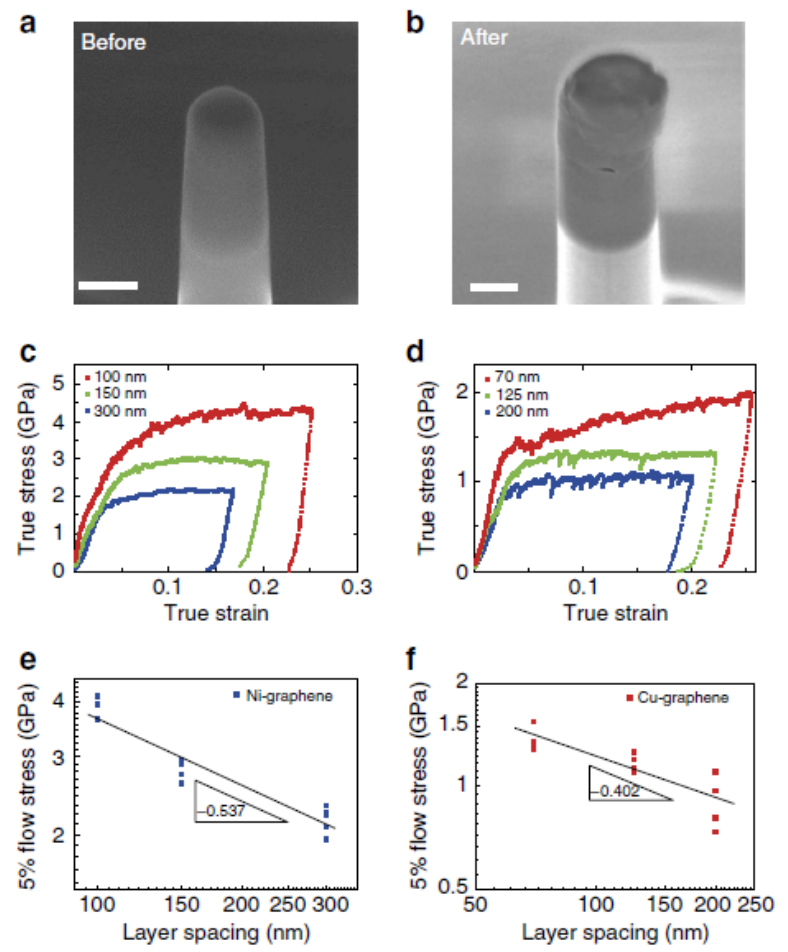 a
Before
b
After
c
5
4
3
2
1
0
True stress (GPa)
100 nm
150 nm
300 nm
0.1
0.2
0.3
True strain
d
2
1
0
True stress (GPa)
70 nm
125 nm
200 nm
0.1
0.2
True strain
e
4
3
2
5% flow stress (GPa)
Ni-graphene
−0.537
100
150
200
250
300
Layer spacing (nm)
f
2
1.5
1
0.5
5% flow stress (GPa)
Cu-graphene
−0.402
50
100
150
200
250
Layer spacing (nm)